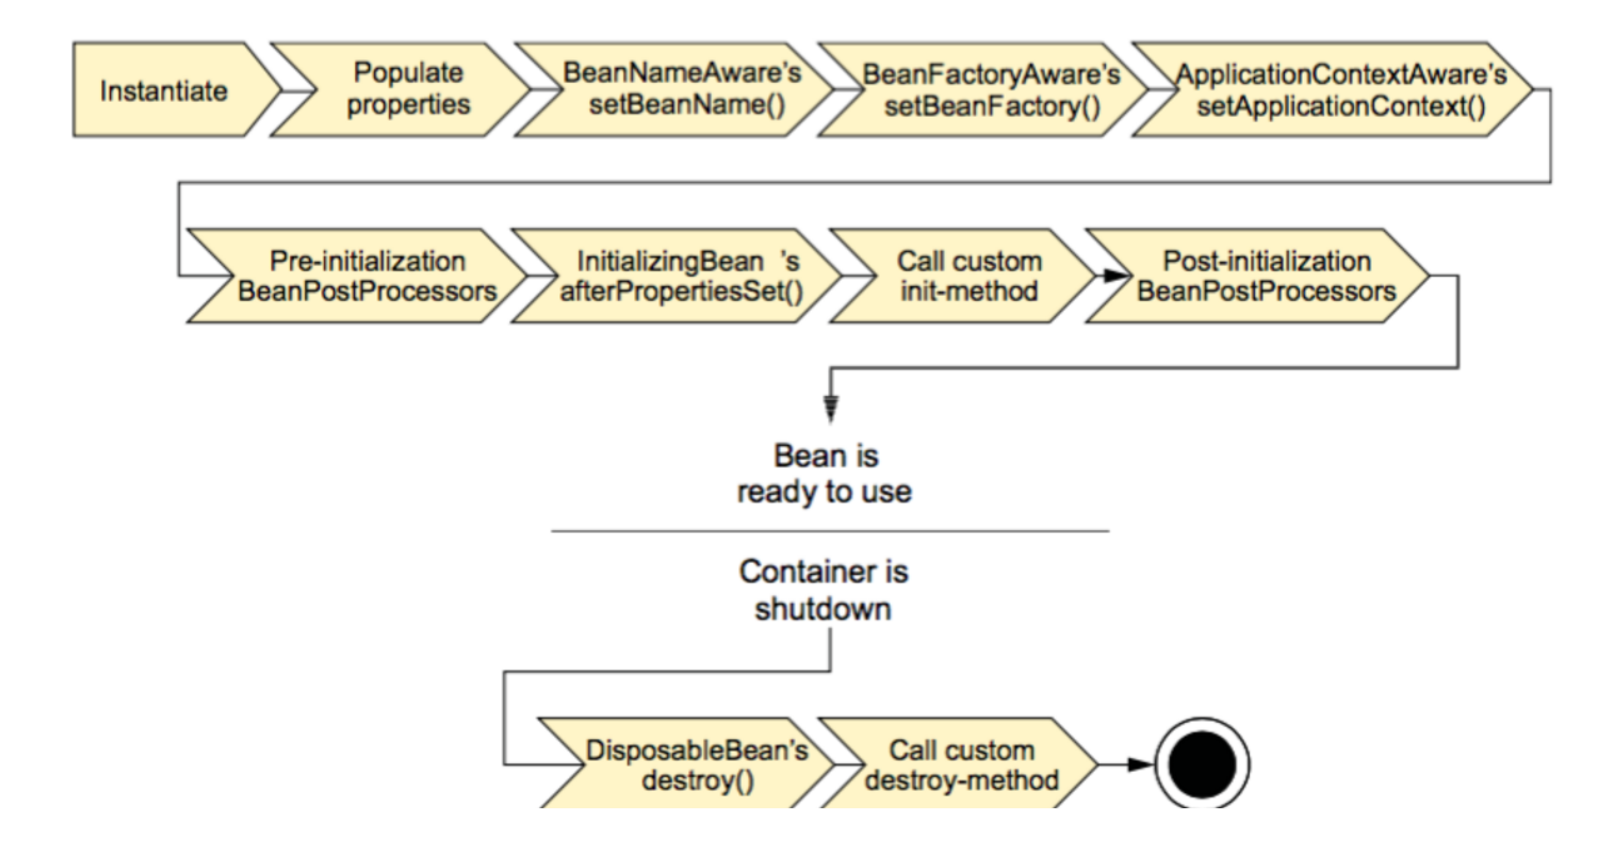 Instantiate
Populate
properties
BeanNameAware's
setBeanName()
BeanFactoryAware's
setBeanFactory()
ApplicationContextAware's
setApplicationContext()
Pre-initialization
BeanPostProcessors
InitializingBean 's
afterPropertiesSet()
Call custom
init-method
Post-initialization
BeanPostProcessors
Bean is
ready to use
Container is
shutdown
DisposableBean's
destroy()
Call custom
destroy-method